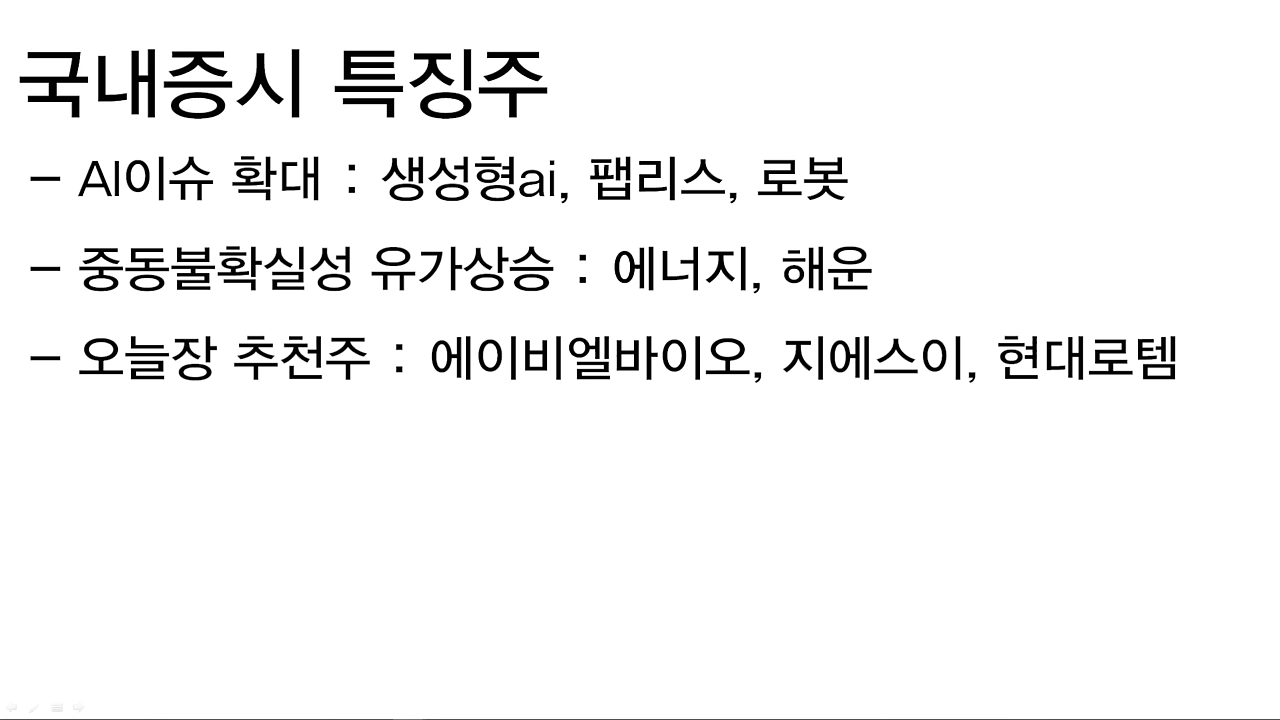 국내증시 특징주
– AI이슈 확대 : 생성형ai, 팹리스, 로봇
– 중동불확실성 유가상승 : 에너지, 해운
– 오늘장 추천주 : 에이비엘바이오, 지에스이, 현대로템